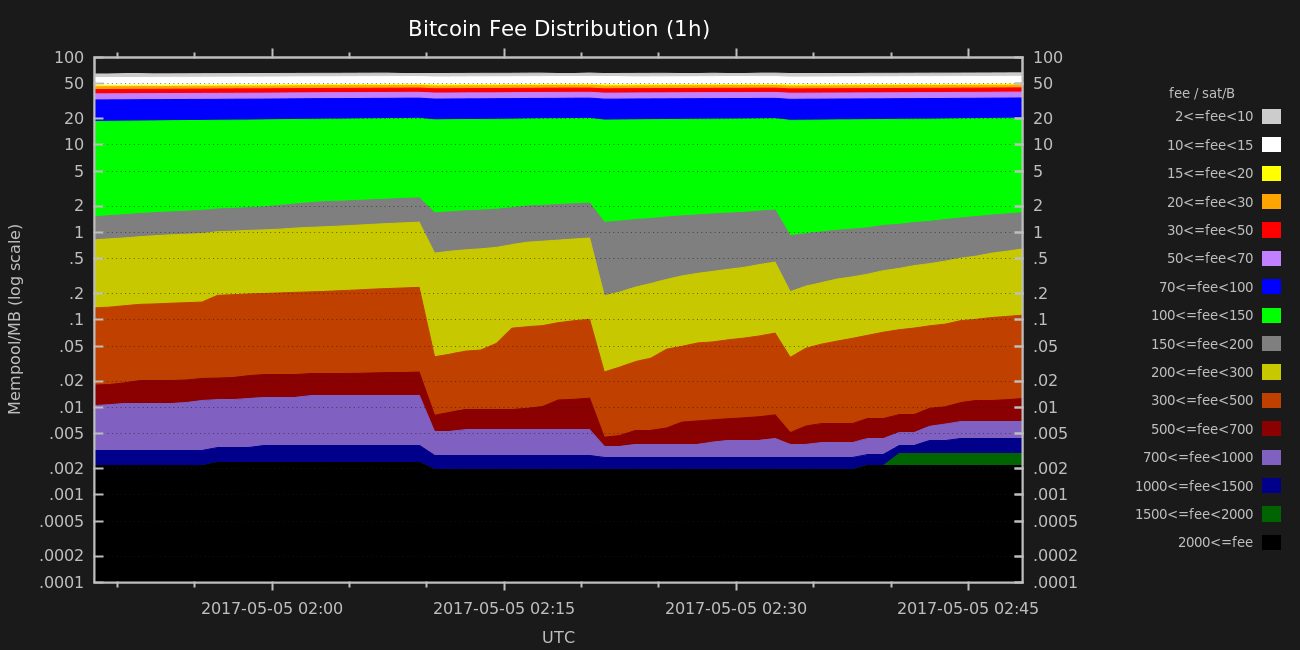 Bitcoin Fee Distribution (1h)
Mempool/MB (log scale)
100
50
20
10
5
2
1
.5
.2
.1
.05
.02
.01
.005
.002
.001
.0005
.0002
.0001
100
50
20
10
5
2
1
.5
.2
.1
.05
.02
.01
.005
.002
.001
.0005
.0002
.0001
2017-05-05 02:00 2017-05-05 02:15 2017-05-05 02:30 2017-05-05 02:45
UTC
fee / sat/B
2<=fee<10
10<=fee<15
15<=fee<20
20<=fee<30
30<=fee<50
50<=fee<70
70<=fee<100
100<=fee<150
150<=fee<200
200<=fee<300
300<=fee<500
500<=fee<700
700<=fee<1000
1000<=fee<1500
1500<=fee<2000
2000<=fee